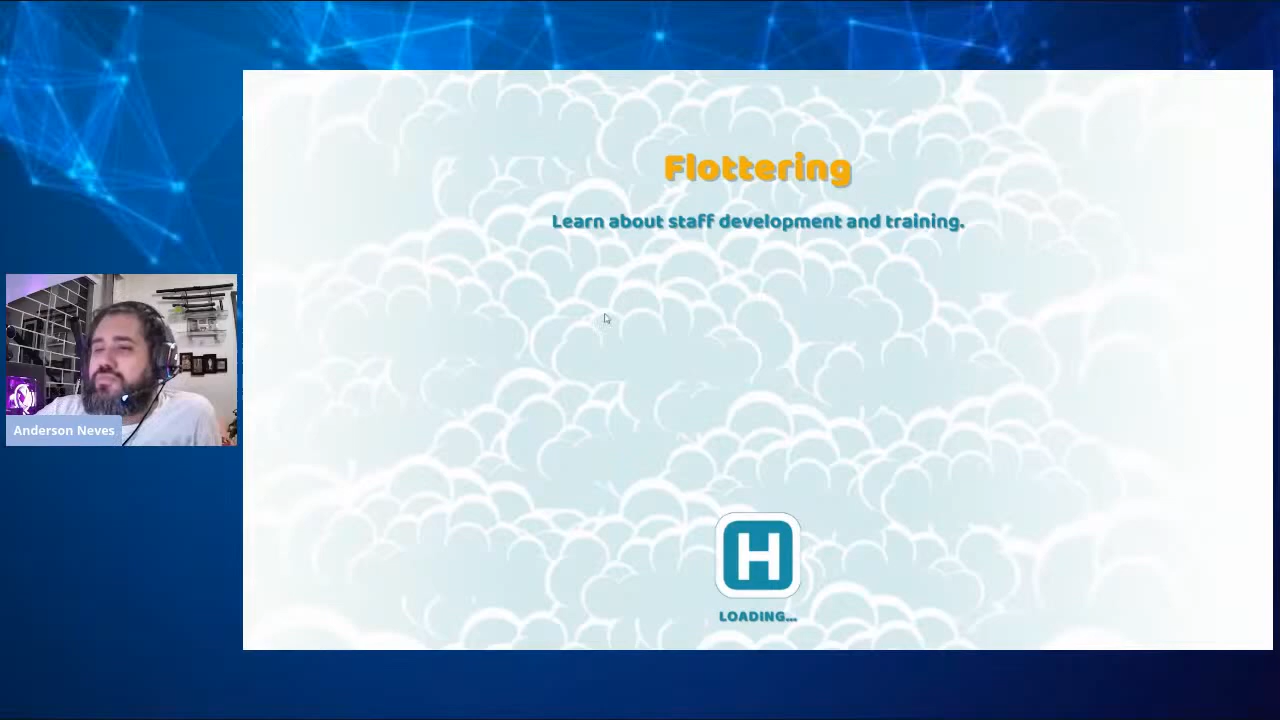 Flottering
Learn about staff development and training.
Anderson Neves
H
LOADING...